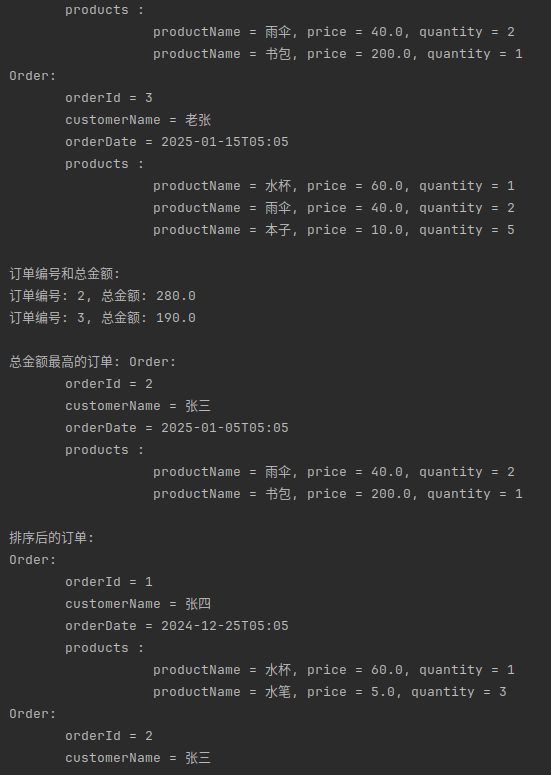 products :
productName = 雨伞, price = 40.0, quantity = 2
productName = 书包, price = 200.0, quantity = 1
Order:
orderId = 3
customerName = 老张
orderDate = 2025-01-15T05:05
products :
productName = 水杯, price = 60.0, quantity = 1
productName = 雨伞, price = 40.0, quantity = 2
productName = 本子, price = 10.0, quantity = 5
订单编号和总金额:
订单编号: 2, 总金额: 280.0
订单编号: 3, 总金额: 190.0
总金额最高的订单: Order:
orderId = 2
customerName = 张三
orderDate = 2025-01-05T05:05
products :
productName = 雨伞, price = 40.0, quantity = 2
productName = 书包, price = 200.0, quantity = 1
排序后的订单:
Order:
orderId = 1
customerName = 张四
orderDate = 2024-12-25T05:05
products :
productName = 水杯, price = 60.0, quantity = 1
productName = 水笔, price = 5.0, quantity = 3
Order:
orderId = 2
customerName = 张三